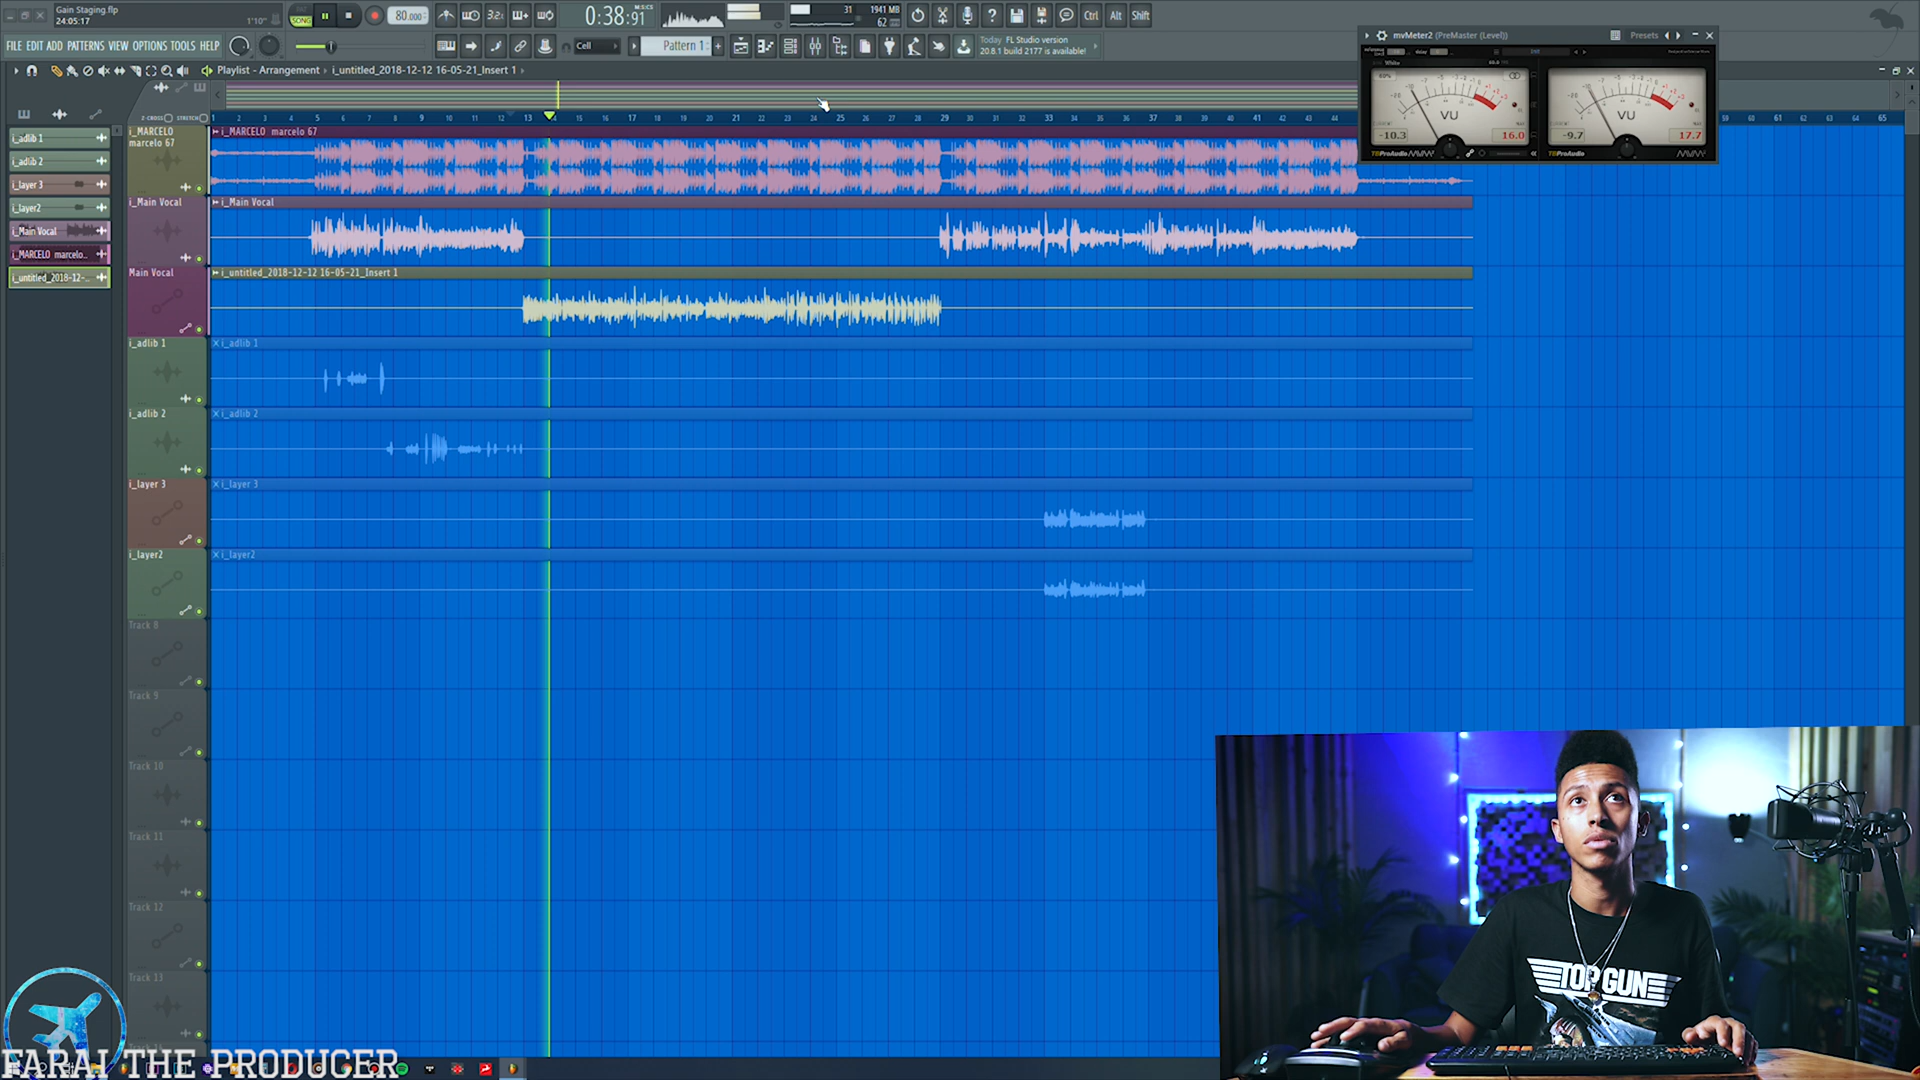 Gain Staging.flp
24:05:17
1'10"
SONG
80.000
3.2:
0:38:91
M:S:CS
31
1941 MB
62
Ctrl
Alt
Shift
FILE EDIT ADD PATTERNS VIEW OPTIONS TOOLS HELP
Cell
Pattern 1
Today FL Studio version
20.8.1 build 2177 is available!
Playlist - Arrangement › i_untitled_2018-12-12 16-05-21_Insert 1 ›
mvMeter2 (PreMaster (Level))
Presets
VU
-10.3
16.0
TBProAudio
VU
-9.7
17.7
TBProAudio
Z-CROSS
STRETCH
i_adlib 1
i_adlib 2
i_layer 3
i_layer2
i_Main Vocal
i_MARCELO marcelo..
i_untitled_2018-12-..
i_MARCELO
marcelo 67
i_MARCELO marcelo 67
i_Main Vocal
i_Main Vocal
Main Vocal
i_untitled_2018-12-12 16-05-21_Insert 1
i_adlib 1
i_adlib 1
i_adlib 2
i_adlib 2
i_layer 3
i_layer 3
i_layer2
i_layer2
Track 8
Track 9
Track 10
Track 11
Track 12
Track 13
TOP GUN
FARAI THE PRODUCER